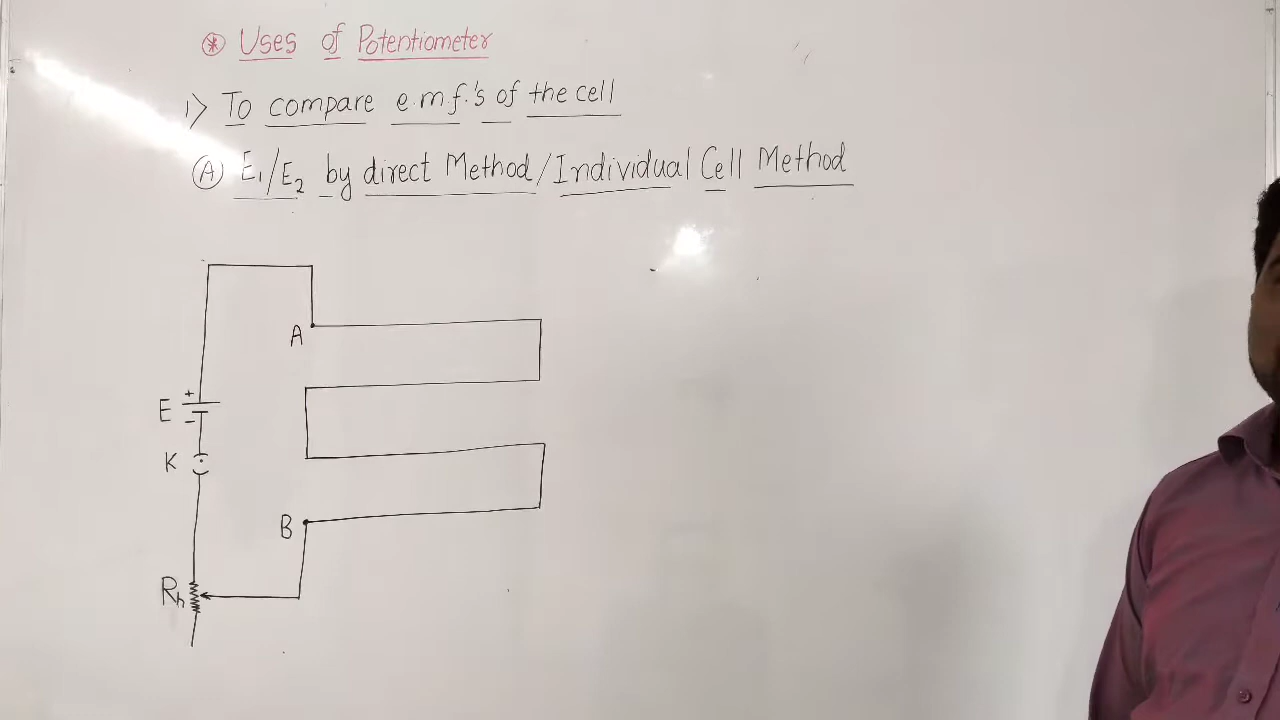 * Uses of Potentiometer
1> To compare e.m.f.'s of the cell
(A) E₁/E₂ by direct Method/Individual Cell Method
A
+
E
-
K
B
Rh